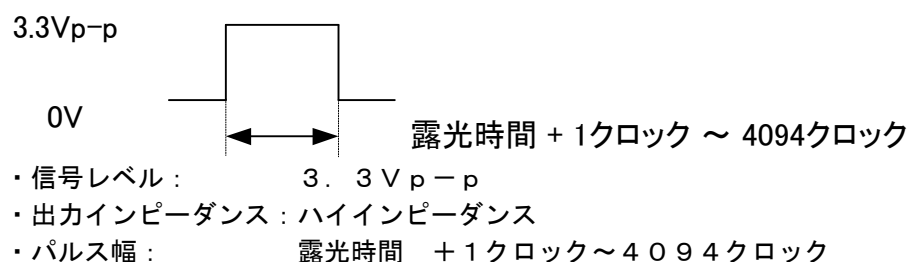 3.3Vp-p
0V
露光時間 + 1クロック ～ 4094クロック
・信号レベル： ３．３Ｖｐ－ｐ
・出力インピーダンス：ハイインピーダンス
・パルス幅： 露光時間　＋１クロック～４０９４クロック